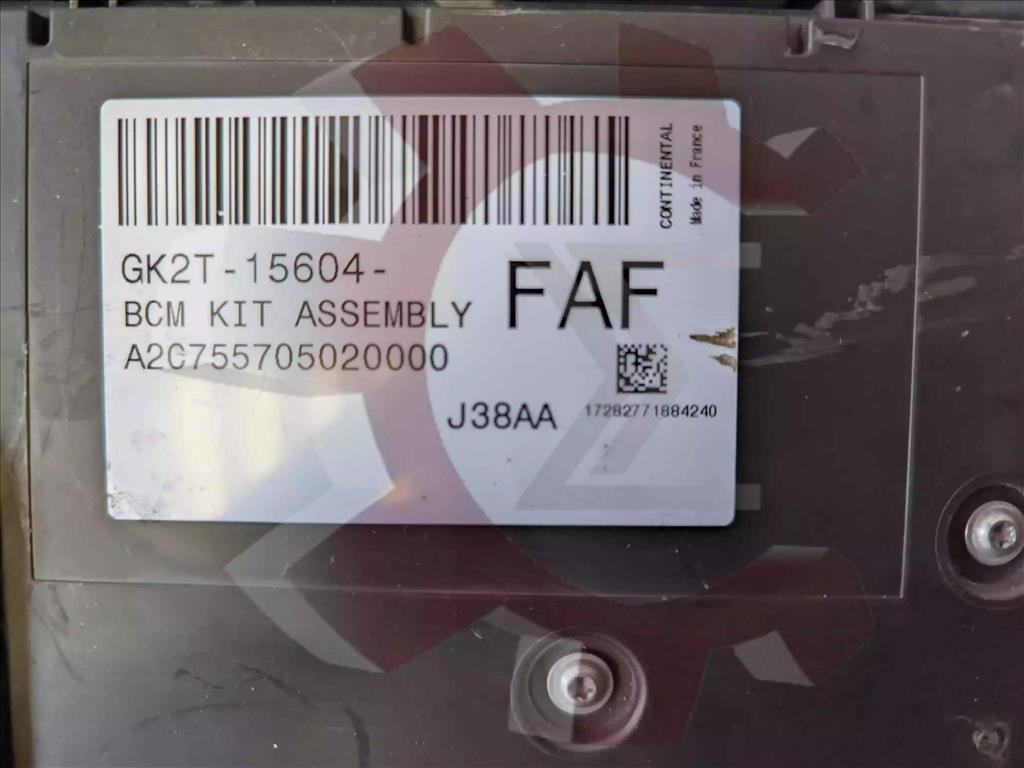 CONTINENTAL
Made in France
GK2T-15604-
FAF
BCM KIT ASSEMBLY
A2C755705020000
J38AA
17282771884240